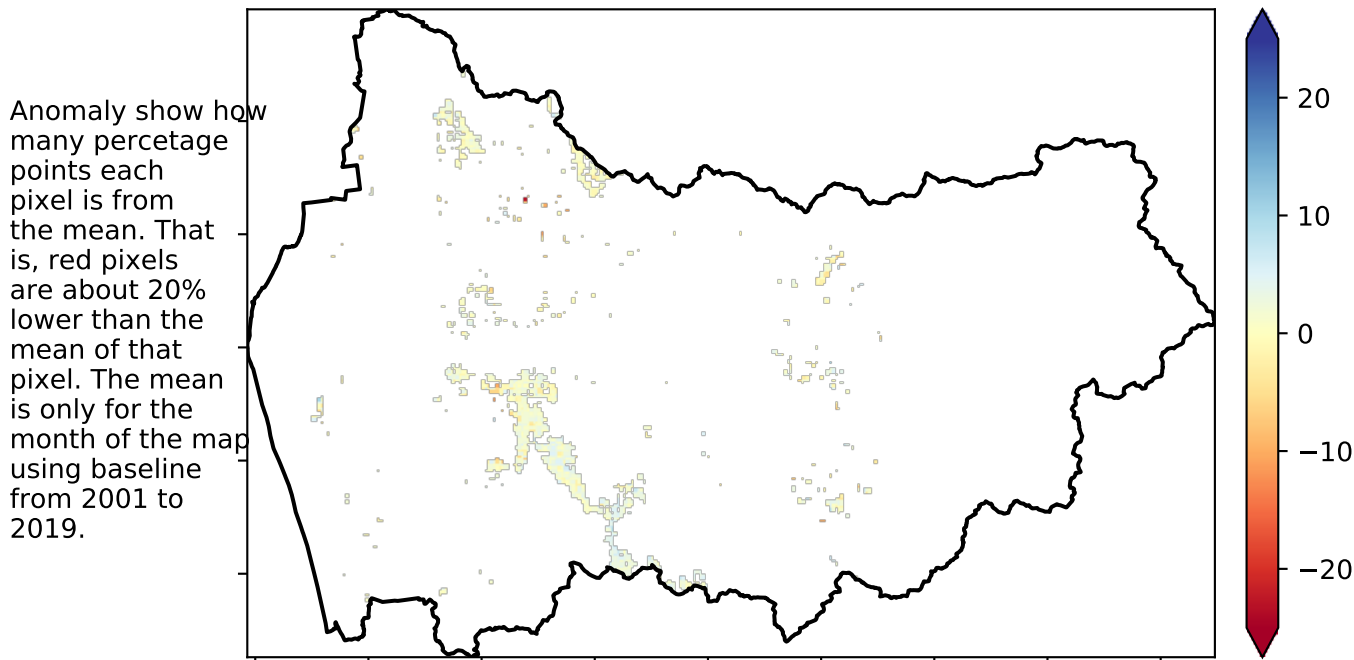 Anomaly show how
many percetage
points each
pixel is from
the mean. That
is, red pixels
are about 20%
lower than the
mean of that
pixel. The mean
is only for the
month of the map
using baseline
from 2001 to
2019.
20
10
0
−10
−20